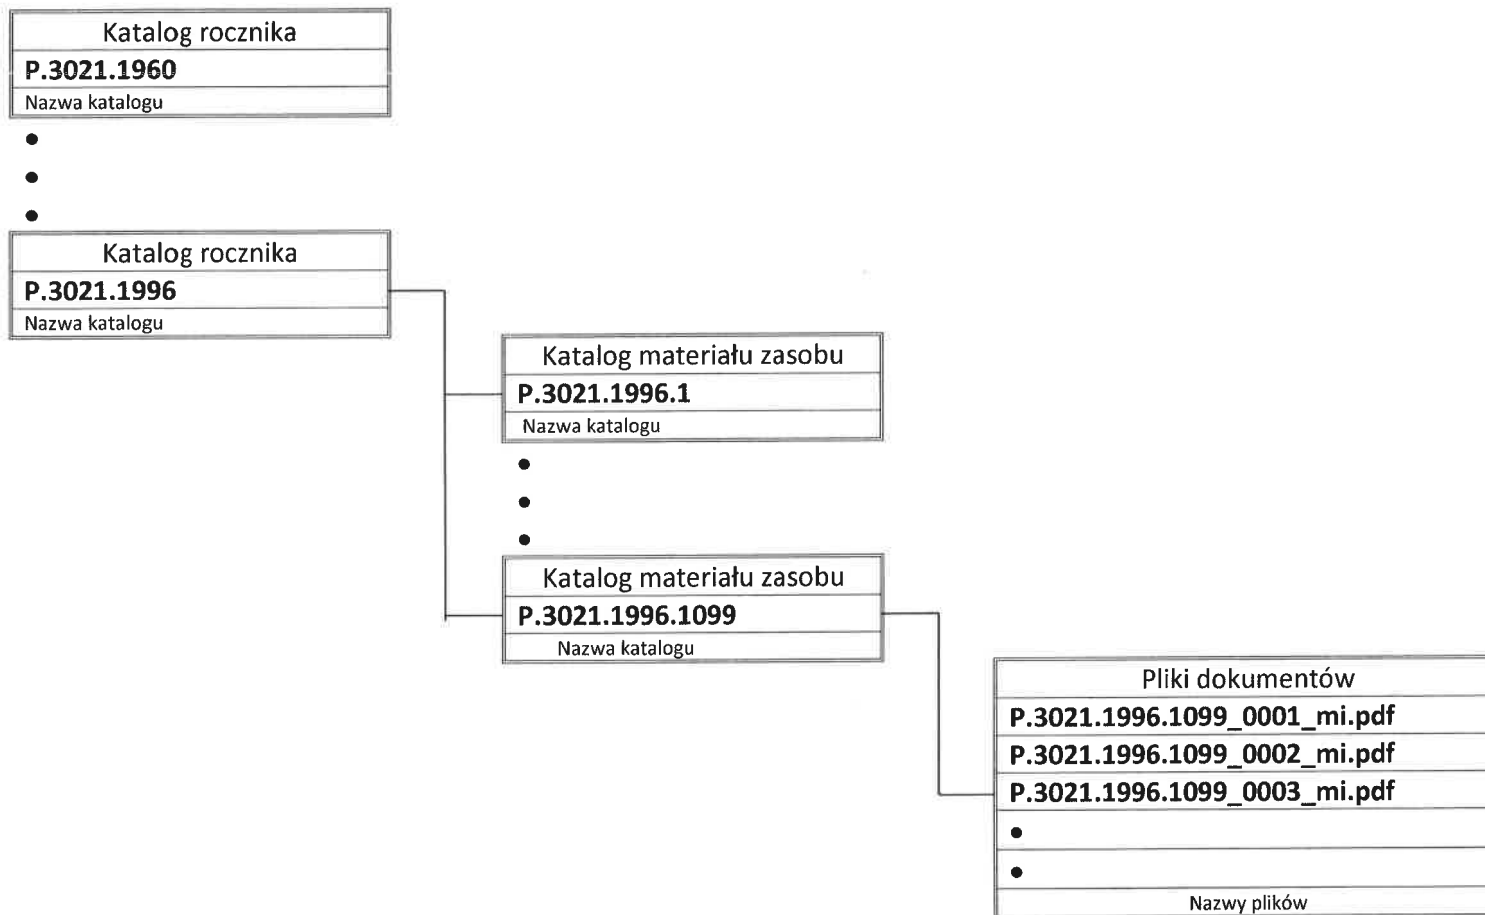 Katalog rocznika
P.3021.1960
Nazwa katalogu
•
•
•
Katalog rocznika
P.3021.1996
Nazwa katalogu
Katalog materiału zasobu
P.3021.1996.1
Nazwa katalogu
•
•
•
Katalog materiału zasobu
P.3021.1996.1099
Nazwa katalogu
Pliki dokumentów
P.3021.1996.1099_0001_mi.pdf
P.3021.1996.1099_0002_mi.pdf
P.3021.1996.1099_0003_mi.pdf
•
•
Nazwy plików